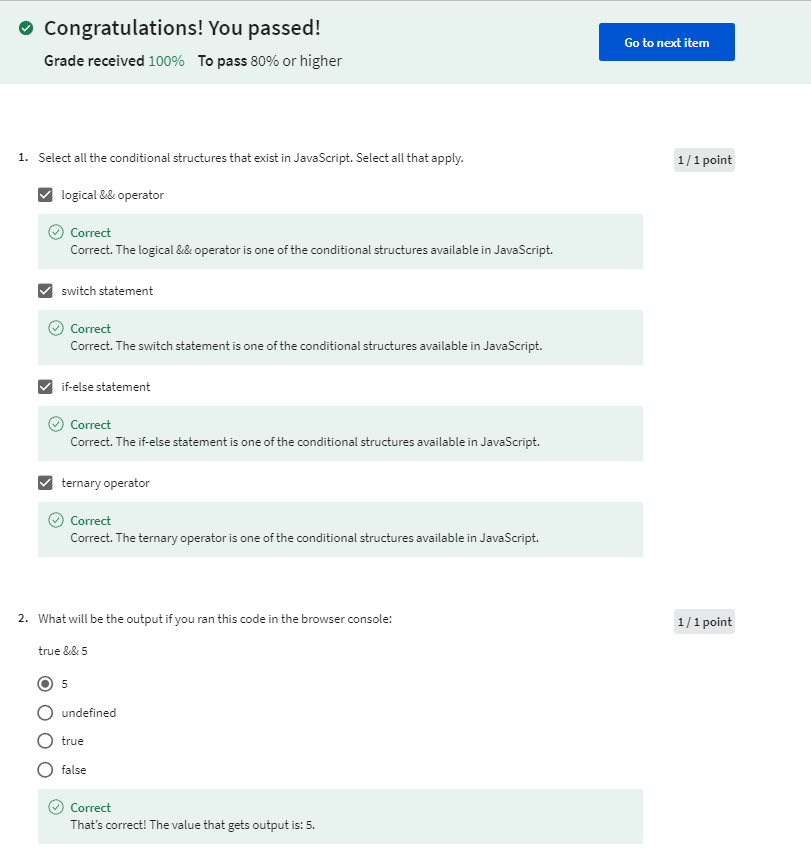 Congratulations! You passed!
Grade received 100% To pass 80% or higher
Go to next item
1. Select all the conditional structures that exist in JavaScript. Select all that apply.
1 / 1 point
logical && operator
Correct
Correct. The logical && operator is one of the conditional structures available in JavaScript.
switch statement
Correct
Correct. The switch statement is one of the conditional structures available in JavaScript.
if-else statement
Correct
Correct. The if-else statement is one of the conditional structures available in JavaScript.
ternary operator
Correct
Correct. The ternary operator is one of the conditional structures available in JavaScript.
2. What will be the output if you ran this code in the browser console:
1 / 1 point
true && 5
5
undefined
true
false
Correct
That's correct! The value that gets output is: 5.